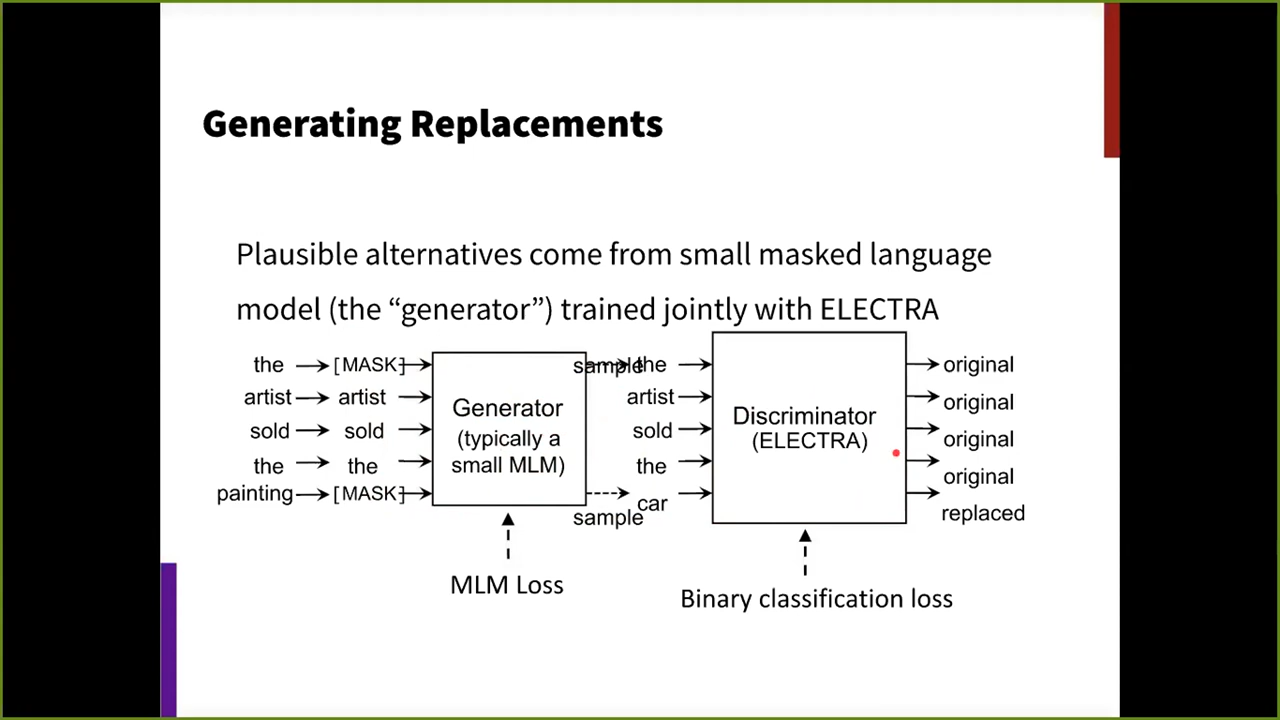 Generating Replacements
Plausible alternatives come from small masked language
model (the “generator”) trained jointly with ELECTRA
the [MASK] sample the original
artist artist artist original
sold sold sold original
the the the original
painting [MASK] sample car replaced
Generator
(typically a
small MLM)
Discriminator
(ELECTRA)
MLM Loss
Binary classification loss